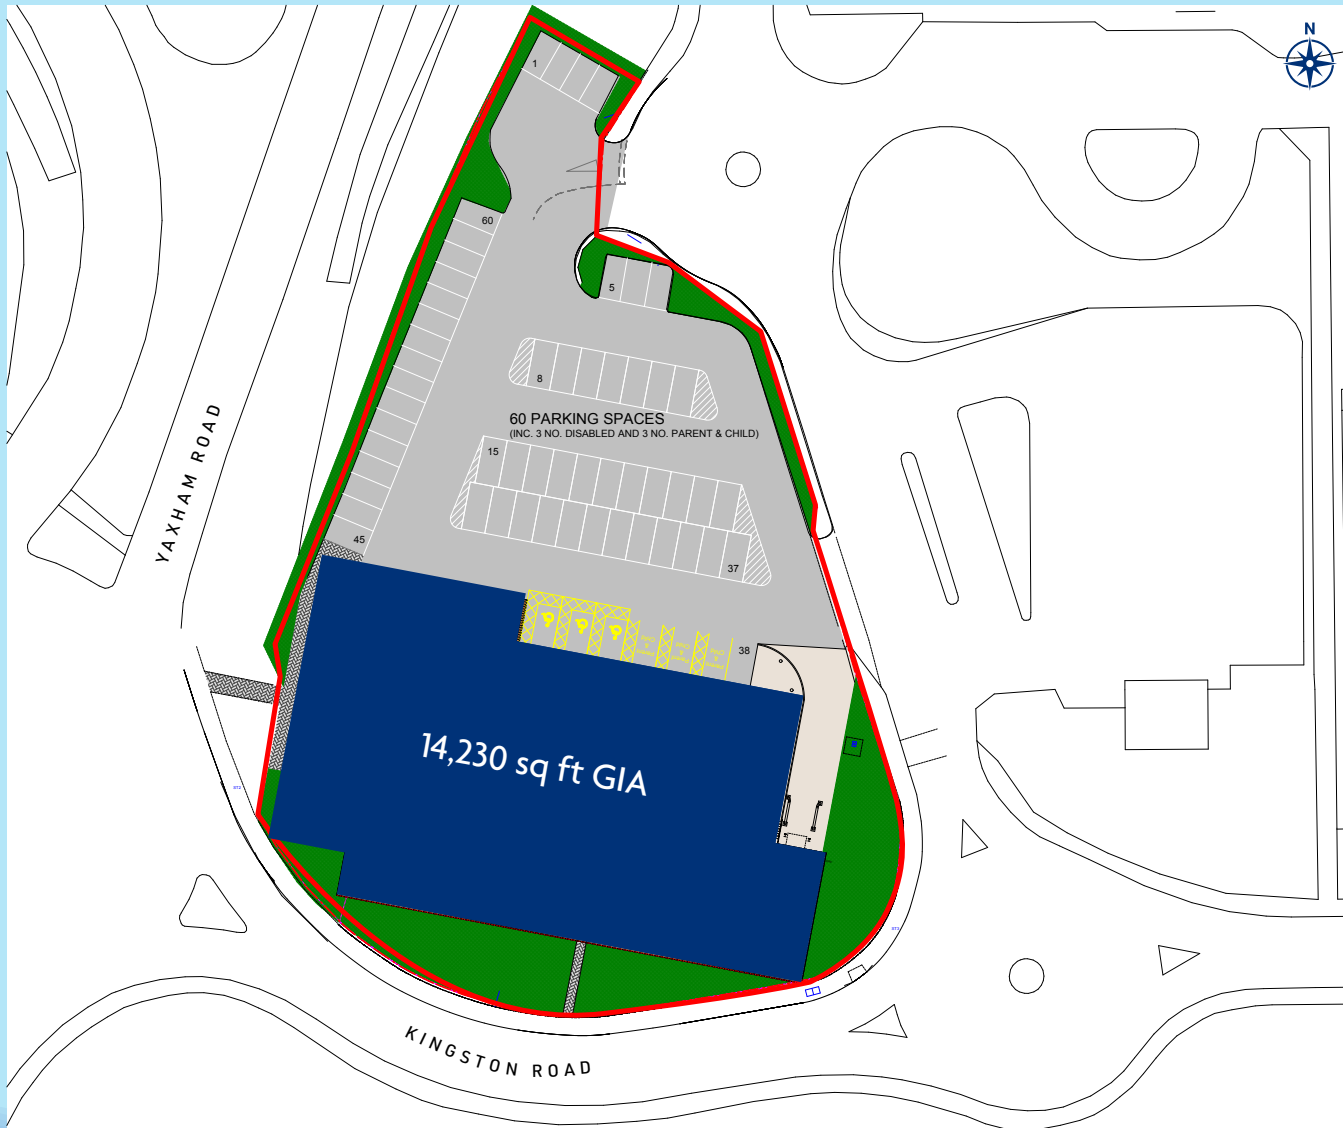 N
1
60
5
8
60 PARKING SPACES
(INC. 3 NO. DISABLED AND 3 NO. PARENT & CHILD)
15
YAXHAM ROAD
45
37
38
14,230 sq ft GIA
KINGSTON ROAD